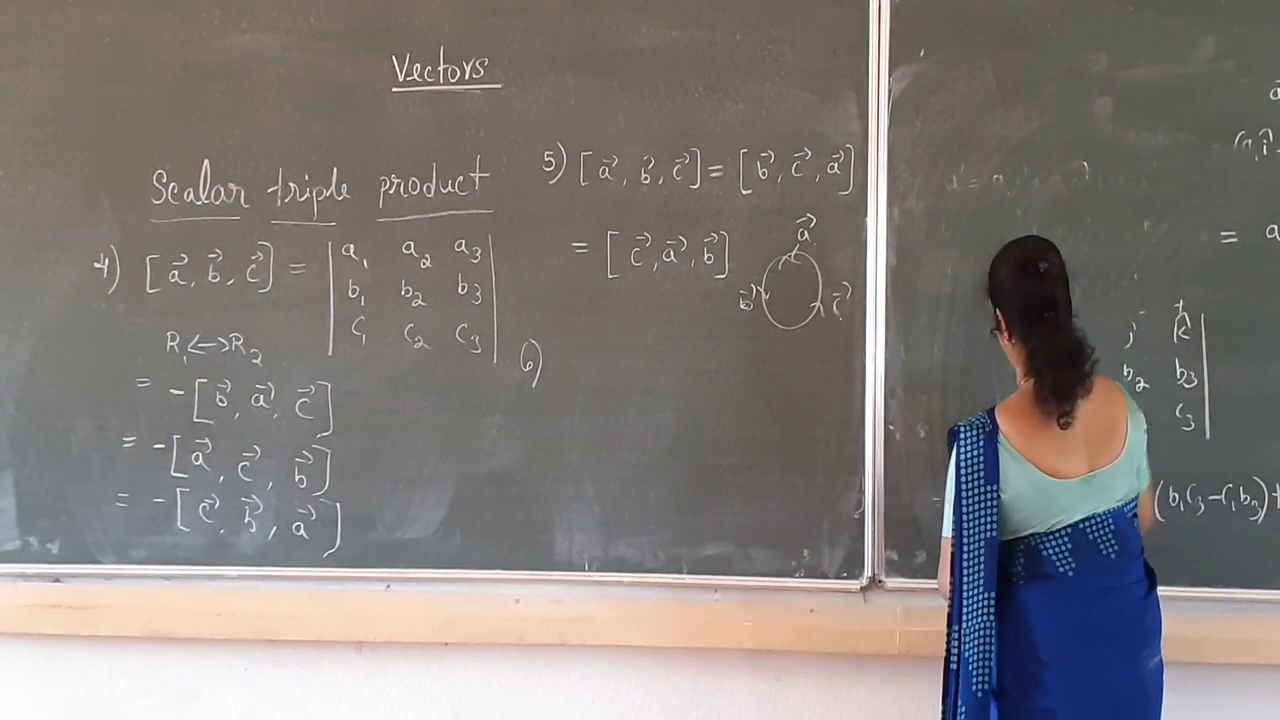 Vectors
Scalar triple product
4) [a⃗, b⃗, c⃗] = | a₁ a₂ a₃
b₁ b₂ b₃
c₁ c₂ c₃ |
R₁ ⟷ R₂
= -[b⃗, a⃗, c⃗]
= -[a⃗, c⃗, b⃗]
= -[c⃗, b⃗, a⃗]
5) [a⃗, b⃗, c⃗] = [b⃗, c⃗, a⃗]
= [c⃗, a⃗, b⃗]
a⃗
b⃗ c⃗
6)
= a
j k̂ |
b₂ b₃
c₃
(b₁c₃-c₁b₃)+